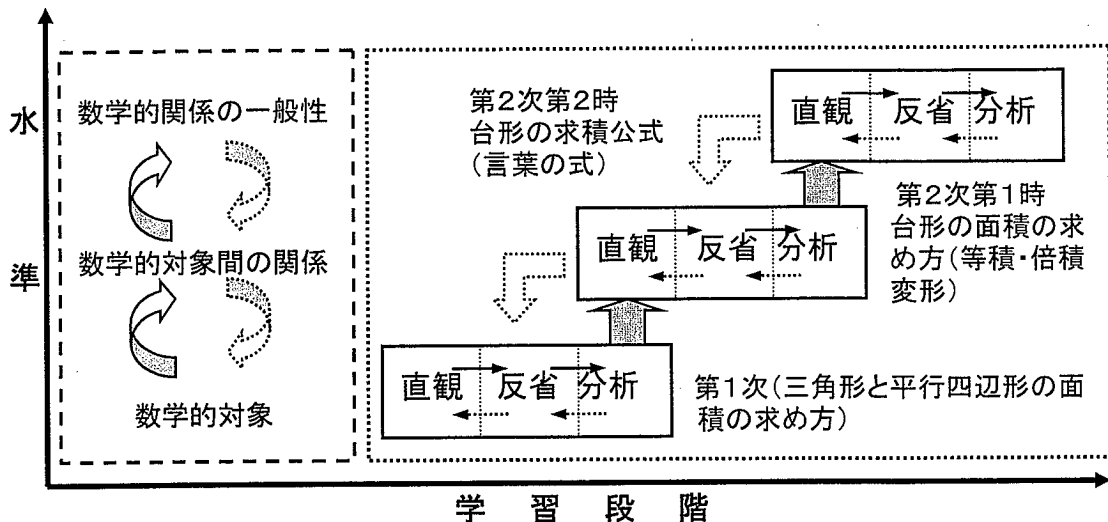 水準
数学的関係の一般性
数学的対象間の関係
数学的対象
第2次第2時
台形の求積公式
(言葉の式)
直観 反省 分析
第2次第1時
台形の面積の求
め方(等積・倍積
変形)
直観 反省 分析
直観 反省 分析
第1次(三角形と平行四辺形の面
積の求め方)
学習段階